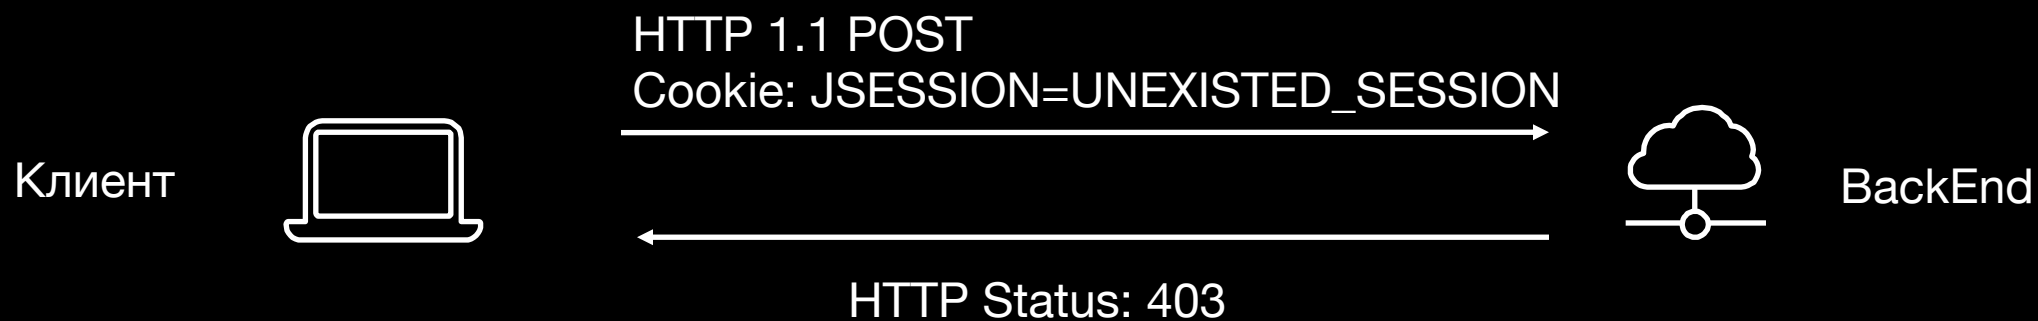 HTTP 1.1 POST
Cookie: JSESSION=UNEXISTED_SESSION
Клиент
BackEnd
HTTP Status: 403